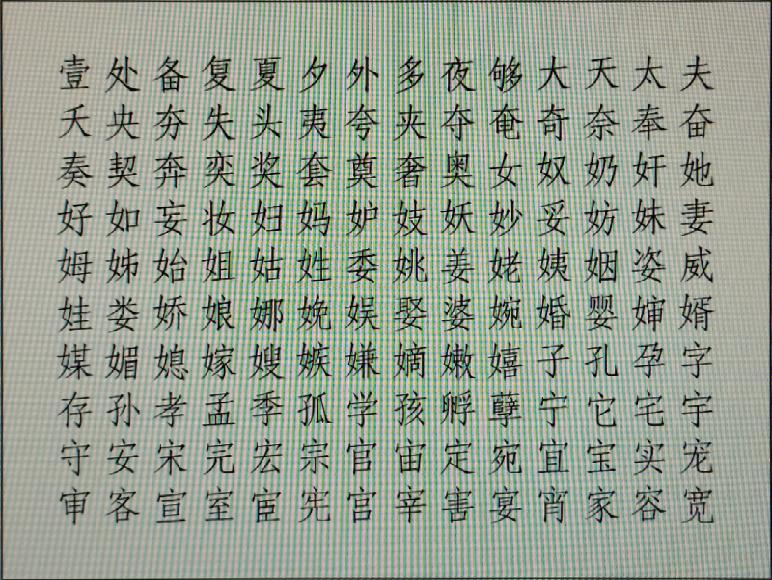 壹处备复夏夕外多夜够大天太夫
夭央夯失头夷夸夹夺奄奇奈奉奋
奏契奔奕奖套奠奢奥女奴奶奸她
好如妄妆妇妈妒妓妖妙妥妨妹妻
姆姊始姐姑姓委姚姜姥姨姻姿威
娃娄娇娘娜娩娱娶婆婉婚婴婶婿
媒媚媳嫁嫂嫉嫌嫡嫩嬉子孔孕字
存孙孝孟季孤学孩孵孽宁它宅宇
守安宋完宏宗官宙定宛宜宝实宠
审客宣室宦宪宫宰害宴宵家容宽